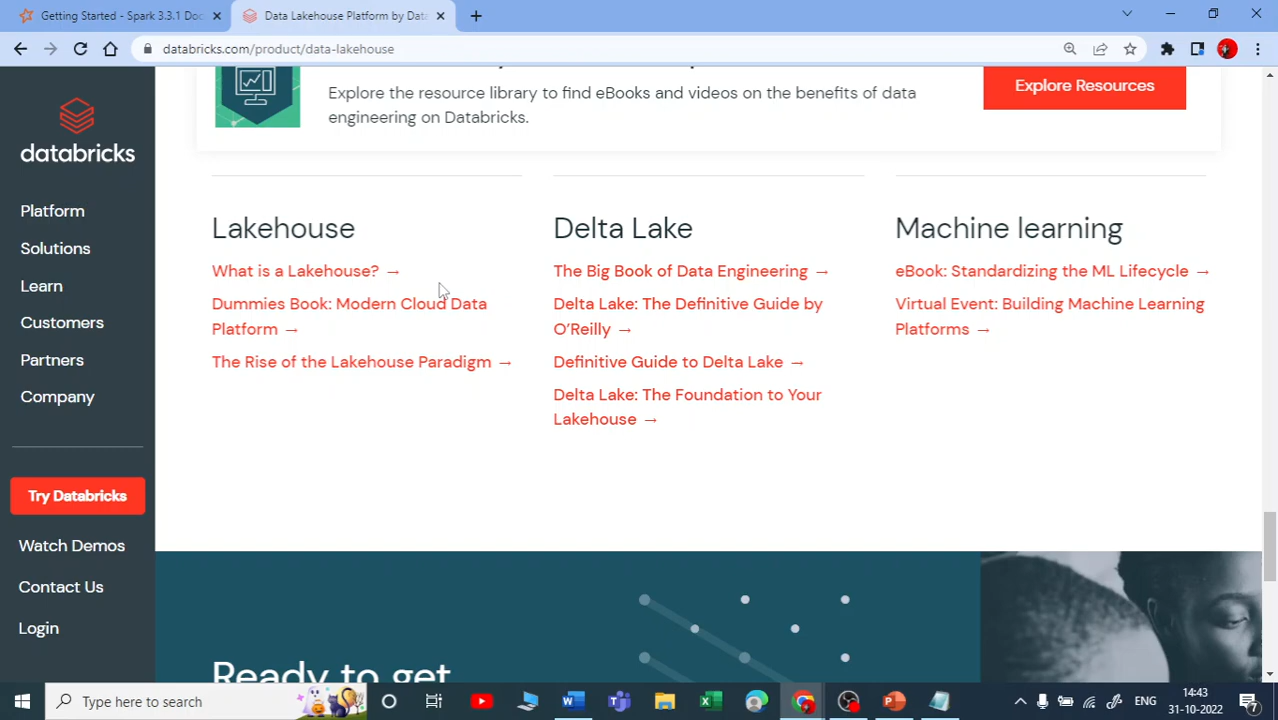 Getting Started - Spark 3.3.1 Doc
Data Lakehouse Platform by Data
databricks.com/product/data-lakehouse
databricks
Platform
Solutions
Learn
Customers
Partners
Company
Try Databricks
Watch Demos
Contact Us
Login
Explore the resource library to find eBooks and videos on the benefits of data
engineering on Databricks.
Explore Resources
Lakehouse
What is a Lakehouse? →
Dummies Book: Modern Cloud Data
Platform →
The Rise of the Lakehouse Paradigm →
Delta Lake
The Big Book of Data Engineering →
Delta Lake: The Definitive Guide by
O’Reilly →
Definitive Guide to Delta Lake →
Delta Lake: The Foundation to Your
Lakehouse →
Machine learning
eBook: Standardizing the ML Lifecycle →
Virtual Event: Building Machine Learning
Platforms →
Ready to get
Type here to search
ENG
14:43
31-10-2022
7